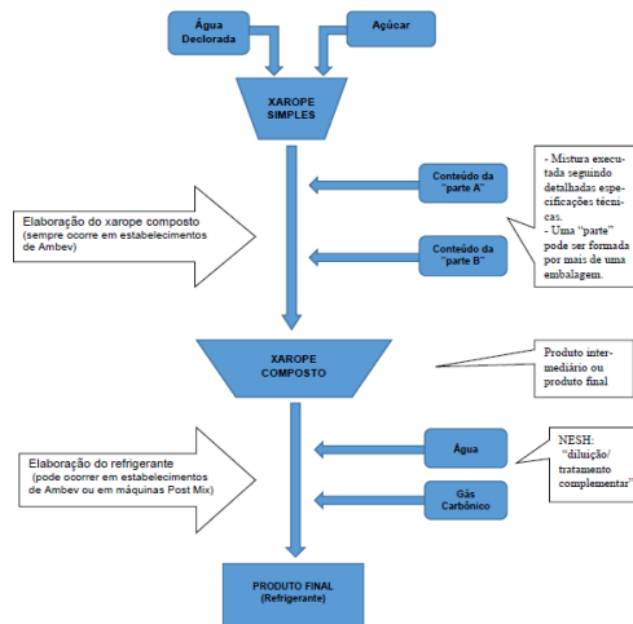 Água
Declorada
Açúcar
XAROPE
SIMPLES
Conteúdo da
"parte A"
- Mistura execu-
tada seguindo
detalhadas espe-
cificações técni-
cas.
- Uma "parte"
pode ser formada
por mais de uma
embalagem.
Elaboração do xarope composto
(sempre ocorre em estabelecimentos
de Ambev)
Conteúdo da
"parte B"
XAROPE
COMPOSTO
Produto inter-
mediário ou
produto final
Elaboração do refrigerante
(pode ocorrer em estabelecimentos
de Ambev ou em máquinas Post Mix)
Água
NESH:
"diluição/
tratamento
complementar"
Gás
Carbônico
PRODUTO FINAL
(Refrigerante)